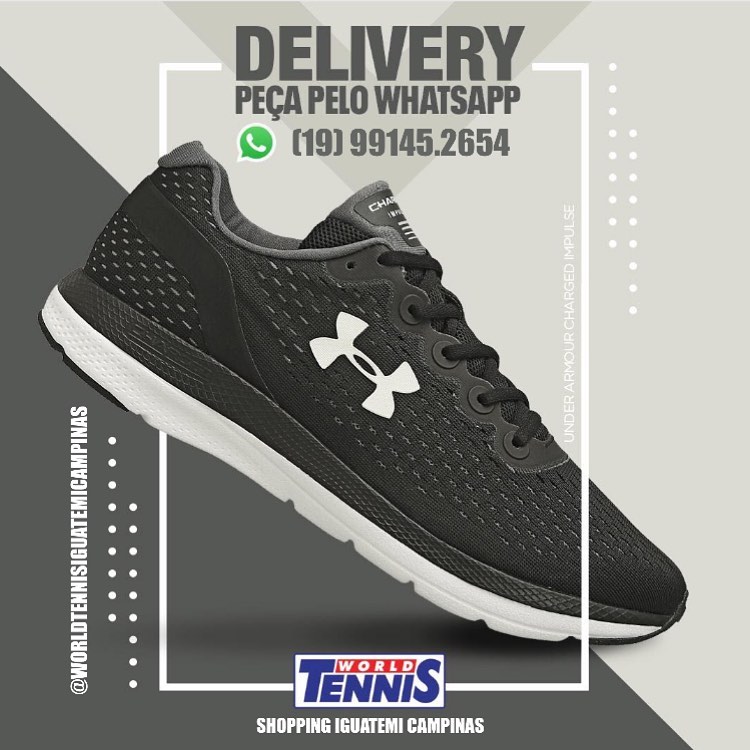 DELIVERY
PEÇA PELO WHATSAPP
(19) 99145.2654
UNDER ARMOUR CHARGED IMPULSE
@WORLDTENNISIGUATEMICAMPINAS
WORLD
TENNIS
SHOPPING IGUATEMI CAMPINAS